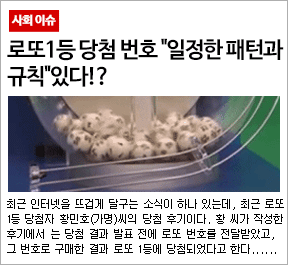 사회 이슈
로또1등 당첨 번호 "일정한 패턴과
규칙"있다!?
최근 인터넷을 뜨겁게 달구는 소식이 하나 있는데, 최근 로또
1등 당첨자 황민호(가명)씨의 당첨 후기이다. 황 씨가 작성한
후기에서 는 당첨 결과 발표 전에 로또 번호를 전달받았고,
그 번호로 구매한 결과 로또 1등에 당첨되었다고 한다......